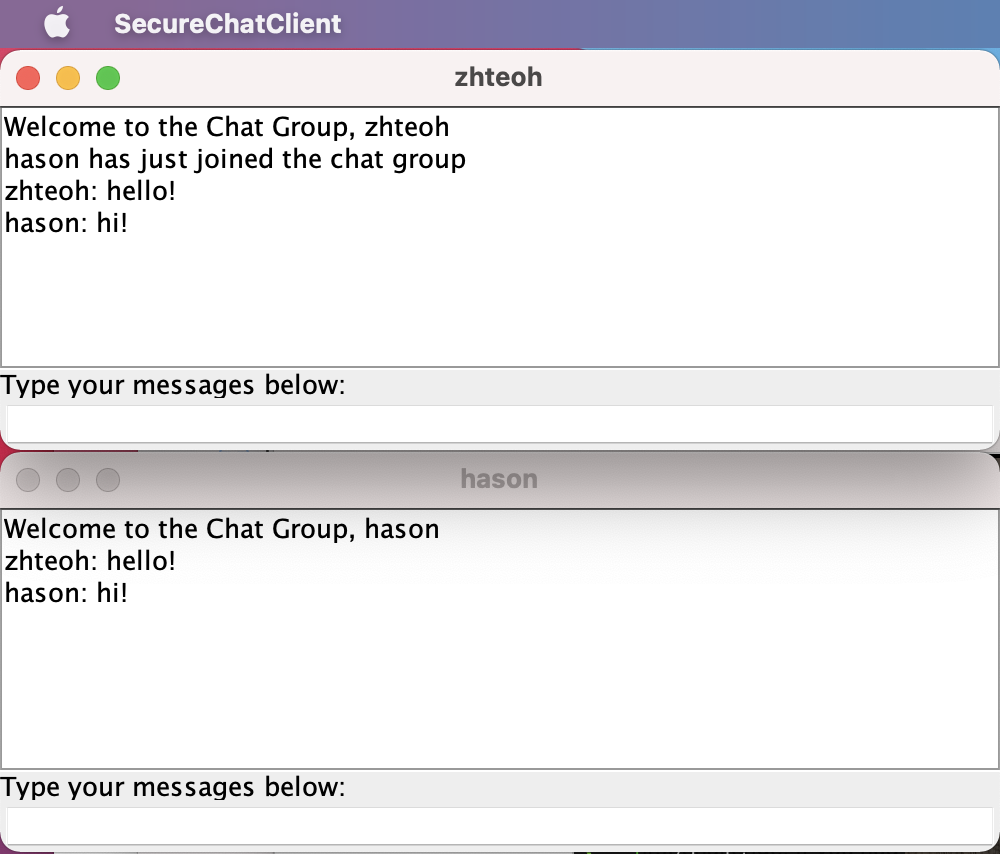 SecureChatClient
zhteoh
Welcome to the Chat Group, zhteoh
hason has just joined the chat group
zhteoh: hello!
hason: hi!
Type your messages below:
hason
Welcome to the Chat Group, hason
zhteoh: hello!
hason: hi!
Type your messages below: